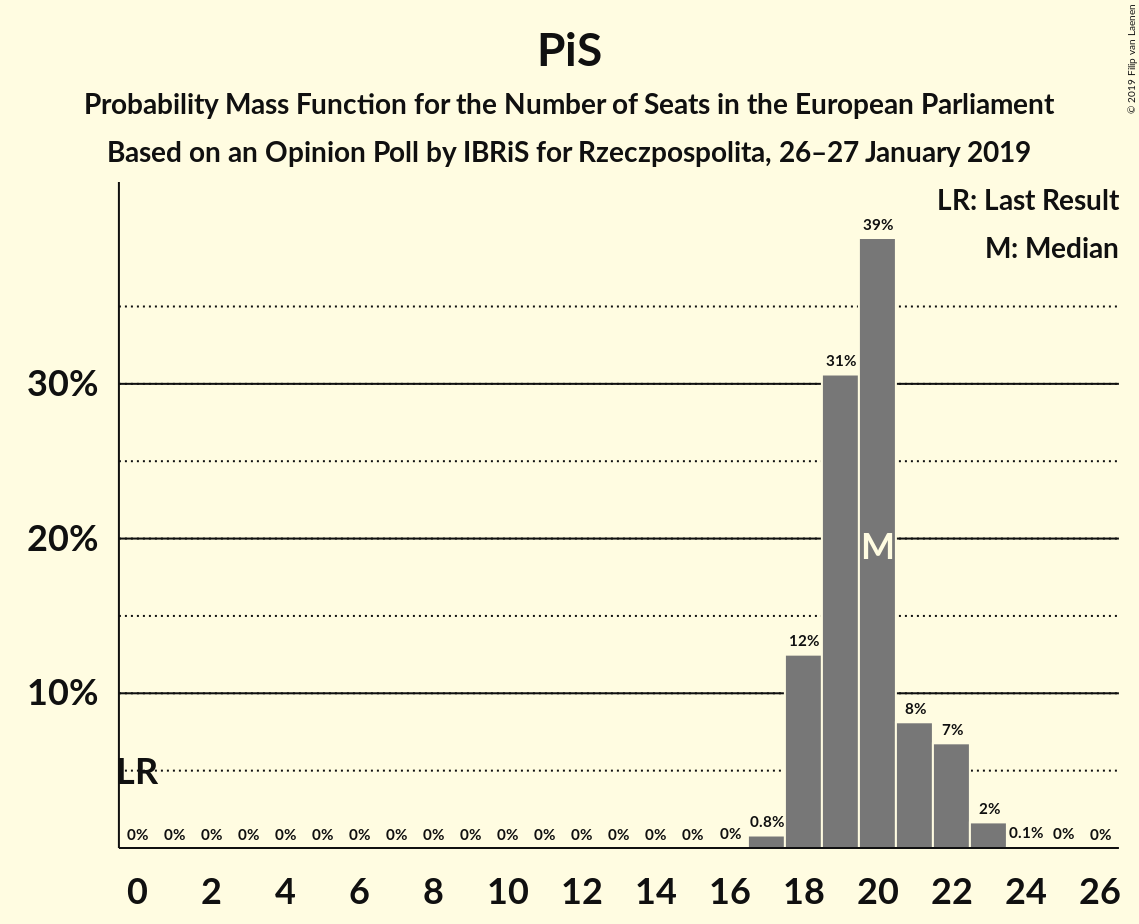 PiS
Probability Mass Function for the Number of Seats in the European Parliament
Based on an Opinion Poll by IBRiS for Rzeczpospolita, 26–27 January 2019
© 2019 Filip van Laenen
LR: Last Result
M: Median
39%
31%
30%
20%
M
12%
10%
8%
7%
LR
2%
0% 0% 0% 0% 0% 0% 0% 0% 0% 0% 0% 0% 0% 0% 0% 0% 0% 0.8% 0.1% 0% 0%
0 2 4 6 8 10 12 14 16 18 20 22 24 26